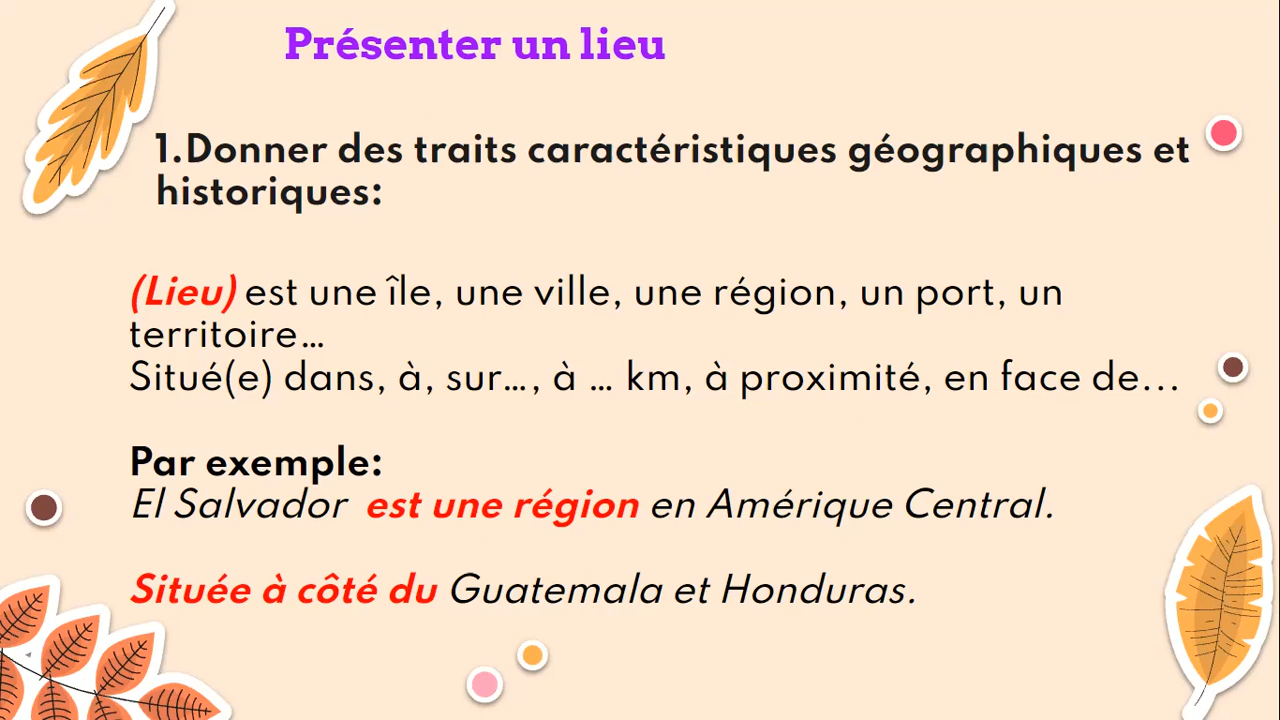 Présenter un lieu
1.Donner des traits caractéristiques géographiques et
historiques:
(Lieu) est une île, une ville, une région, un port, un
territoire…
Situé(e) dans, à, sur…, à … km, à proximité, en face de...
Par exemple:
El Salvador est une région en Amérique Central.
Située à côté du Guatemala et Honduras.